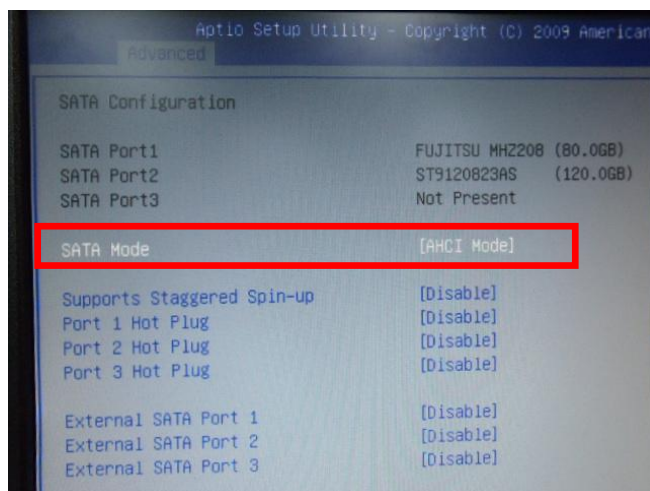 Aptio Setup Utility - Copyright (C) 2009 American
Advanced
SATA Configuration
SATA Port1 FUJITSU MHZ208 (80.0GB)
SATA Port2 ST9120823AS (120.0GB)
SATA Port3 Not Present
SATA Mode [AHCI Mode]
Supports Staggered Spin-up [Disable]
Port 1 Hot Plug [Disable]
Port 2 Hot Plug [Disable]
Port 3 Hot Plug [Disable]
External SATA Port 1 [Disable]
External SATA Port 2 [Disable]
External SATA Port 3 [Disable]